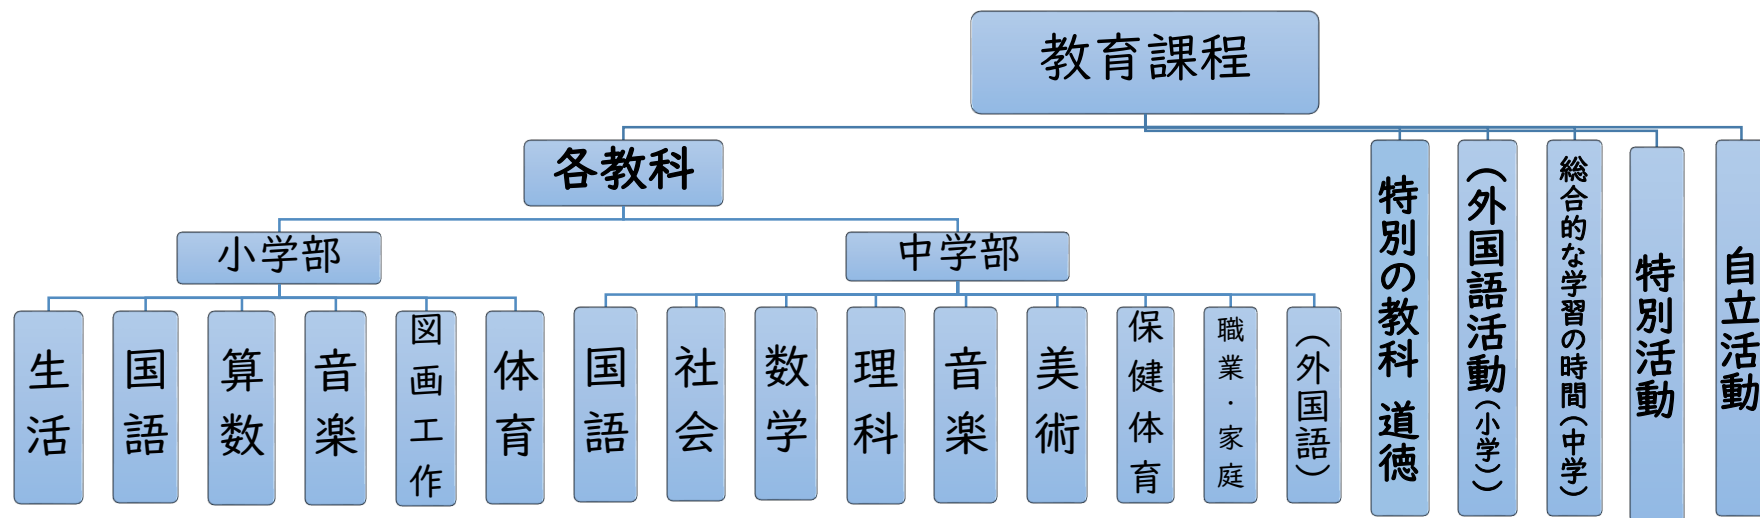 教育課程
各教科
小学部
中学部
生活
国語
算数
音楽
図画工作
体育
国語
社会
数学
理科
音楽
美術
保健体育
職業・家庭
(外国語)
特別の教科 道徳
(外国語活動(小学))
総合的な学習の時間(中学)
特別活動
自立活動